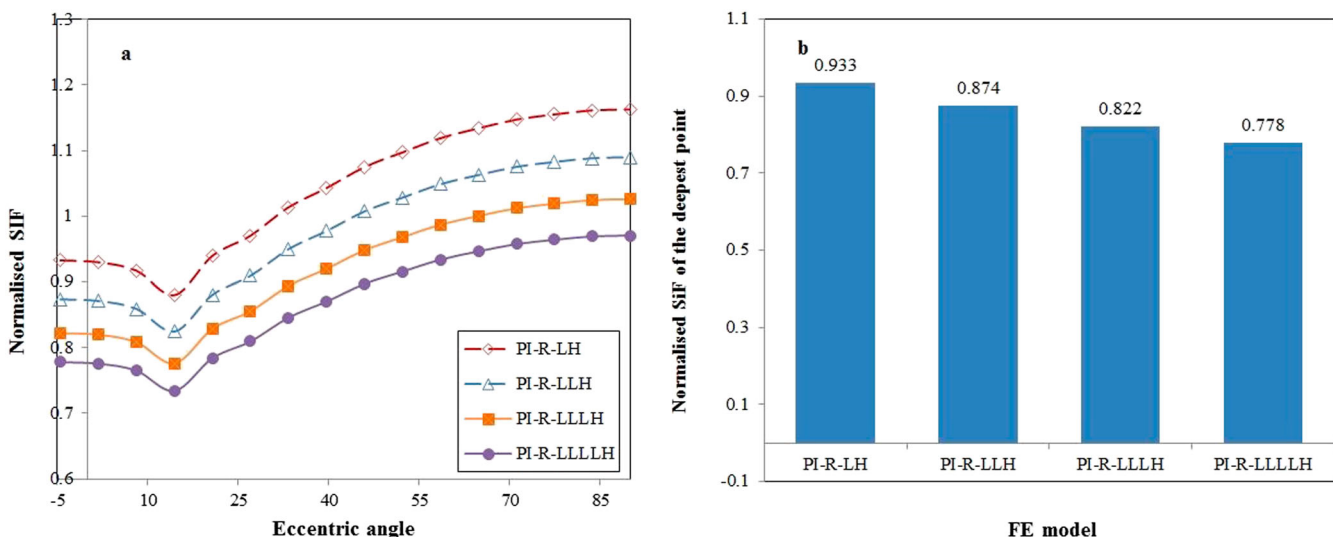 a
Normalised SIF
1.3
1.2
1.1
1
0.9
0.8
0.7
0.6
-5
10
25
40
55
70
85
Eccentric angle
PI-R-LH
PI-R-LLH
PI-R-LLLH
PI-R-LLLLH
b
Normalised SiF of the deepest point
1.1
0.9
0.7
0.5
0.3
0.1
-0.1
0.933
0.874
0.822
0.778
PI-R-LH
PI-R-LLH
PI-R-LLLH
PI-R-LLLLH
FE model